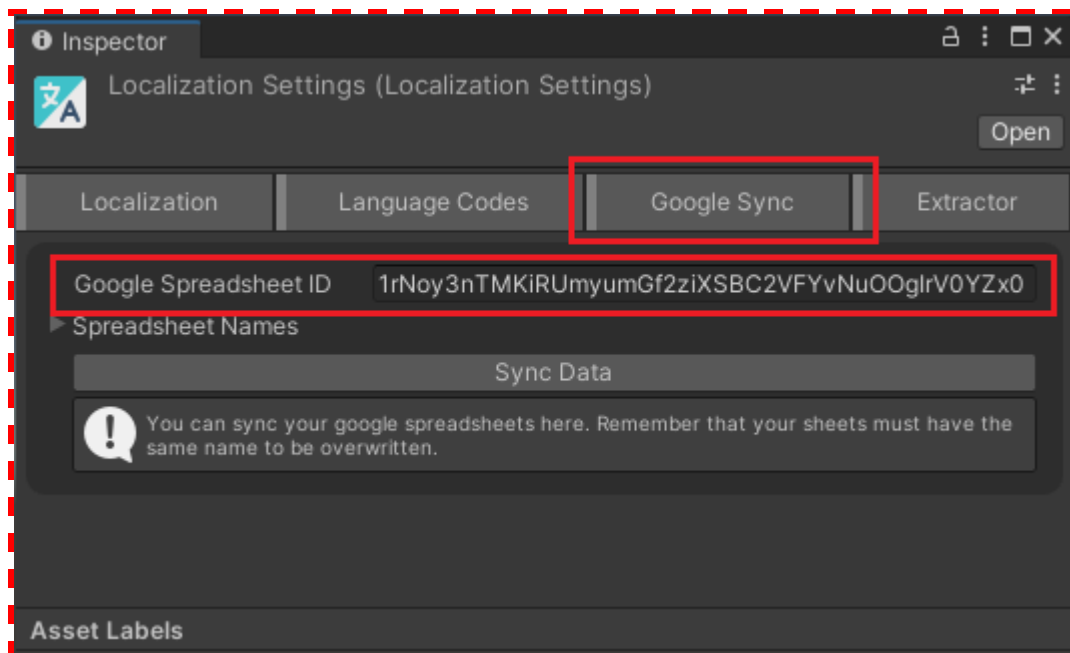 Inspector
Localization Settings (Localization Settings)
Open
Localization Language Codes Google Sync Extractor
Google Spreadsheet ID 1rNoy3nTMKiRUmyumGf2ziXSBC2VFYvNuOOglrV0YZx0
Spreadsheet Names
Sync Data
You can sync your google spreadsheets here. Remember that your sheets must have the
same name to be overwritten.
Asset Labels